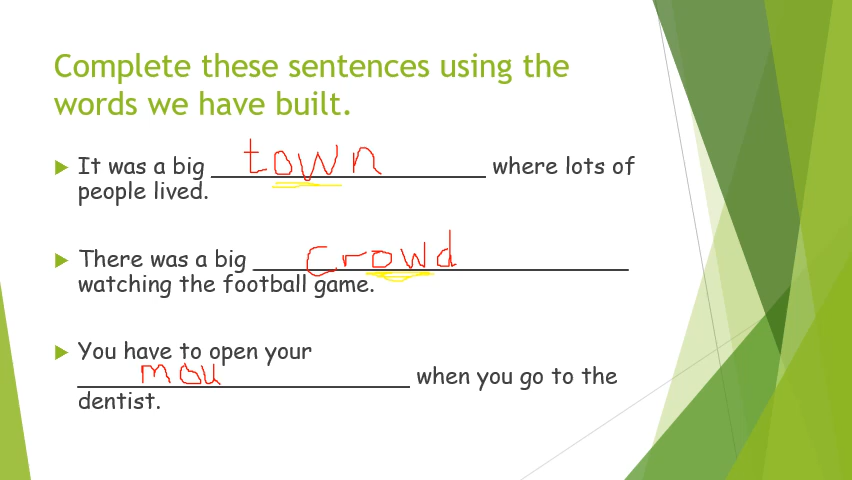 Complete these sentences using the
words we have built.
It was a big town where lots of
people lived.
There was a big crowd
watching the football game.
You have to open your
mou when you go to the
dentist.